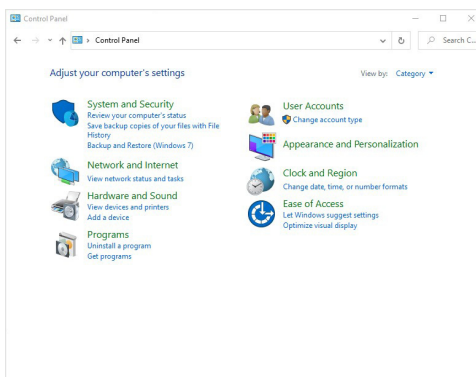 Control Panel
Control Panel
Search C...
Adjust your computer's settings
View by: Category
System and Security
Review your computer's status
Save backup copies of your files with File
History
Backup and Restore (Windows 7)
Network and Internet
View network status and tasks
Hardware and Sound
View devices and printers
Add a device
Programs
Uninstall a program
Get programs
User Accounts
Change account type
Appearance and Personalization
Clock and Region
Change date, time, or number formats
Ease of Access
Let Windows suggest settings
Optimize visual display